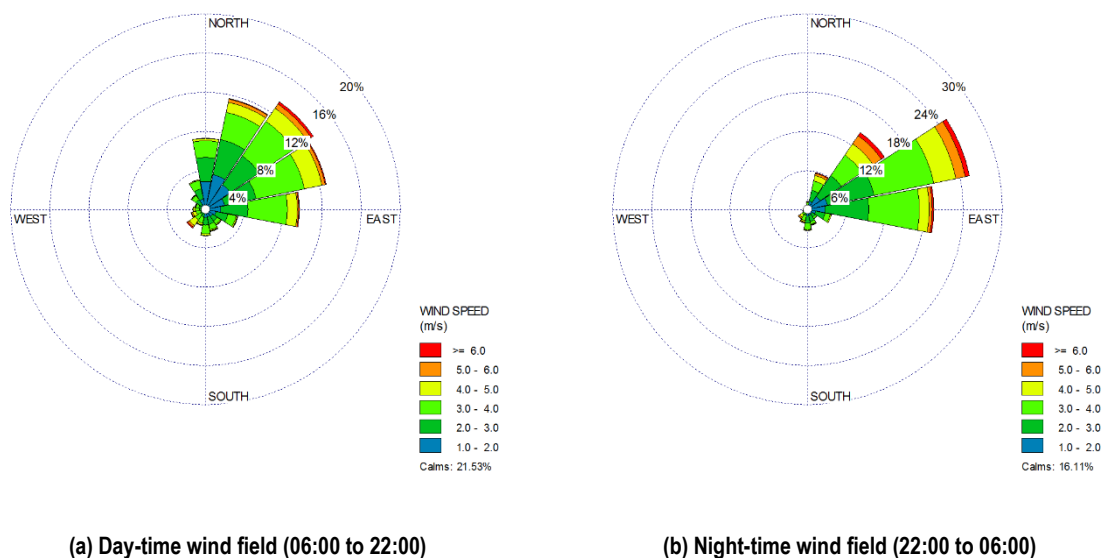 NORTH
20%
16%
12%
8%
4%
WEST
EAST
SOUTH
WIND SPEED
(m/s)
>= 6.0
5.0 - 6.0
4.0 - 5.0
3.0 - 4.0
2.0 - 3.0
1.0 - 2.0
Calms: 21.53%
(a) Day-time wind field (06:00 to 22:00)
NORTH
30%
24%
18%
12%
6%
WEST
EAST
SOUTH
WIND SPEED
(m/s)
>= 6.0
5.0 - 6.0
4.0 - 5.0
3.0 - 4.0
2.0 - 3.0
1.0 - 2.0
Calms: 16.11%
(b) Night-time wind field (22:00 to 06:00)